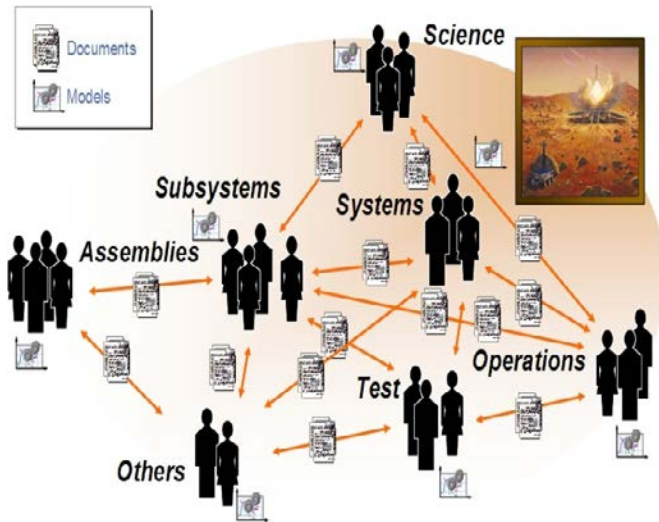 Documents
Models
Science
Subsystems
Systems
Assemblies
Operations
Test
Others